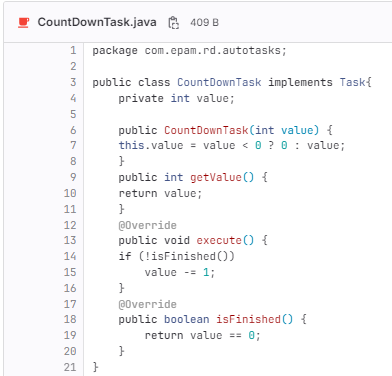 CountDownTask.java 409 B
1 package com.epam.rd.autotasks;
2
3 public class CountDownTask implements Task{
4     private int value;
5
6     public CountDownTask(int value) {
7     this.value = value < 0 ? 0 : value;
8     }
9     public int getValue() {
10     return value;
11     }
12     @Override
13     public void execute() {
14     if (!isFinished())
15         value -= 1;
16     }
17     @Override
18     public boolean isFinished() {
19         return value == 0;
20     }
21 }